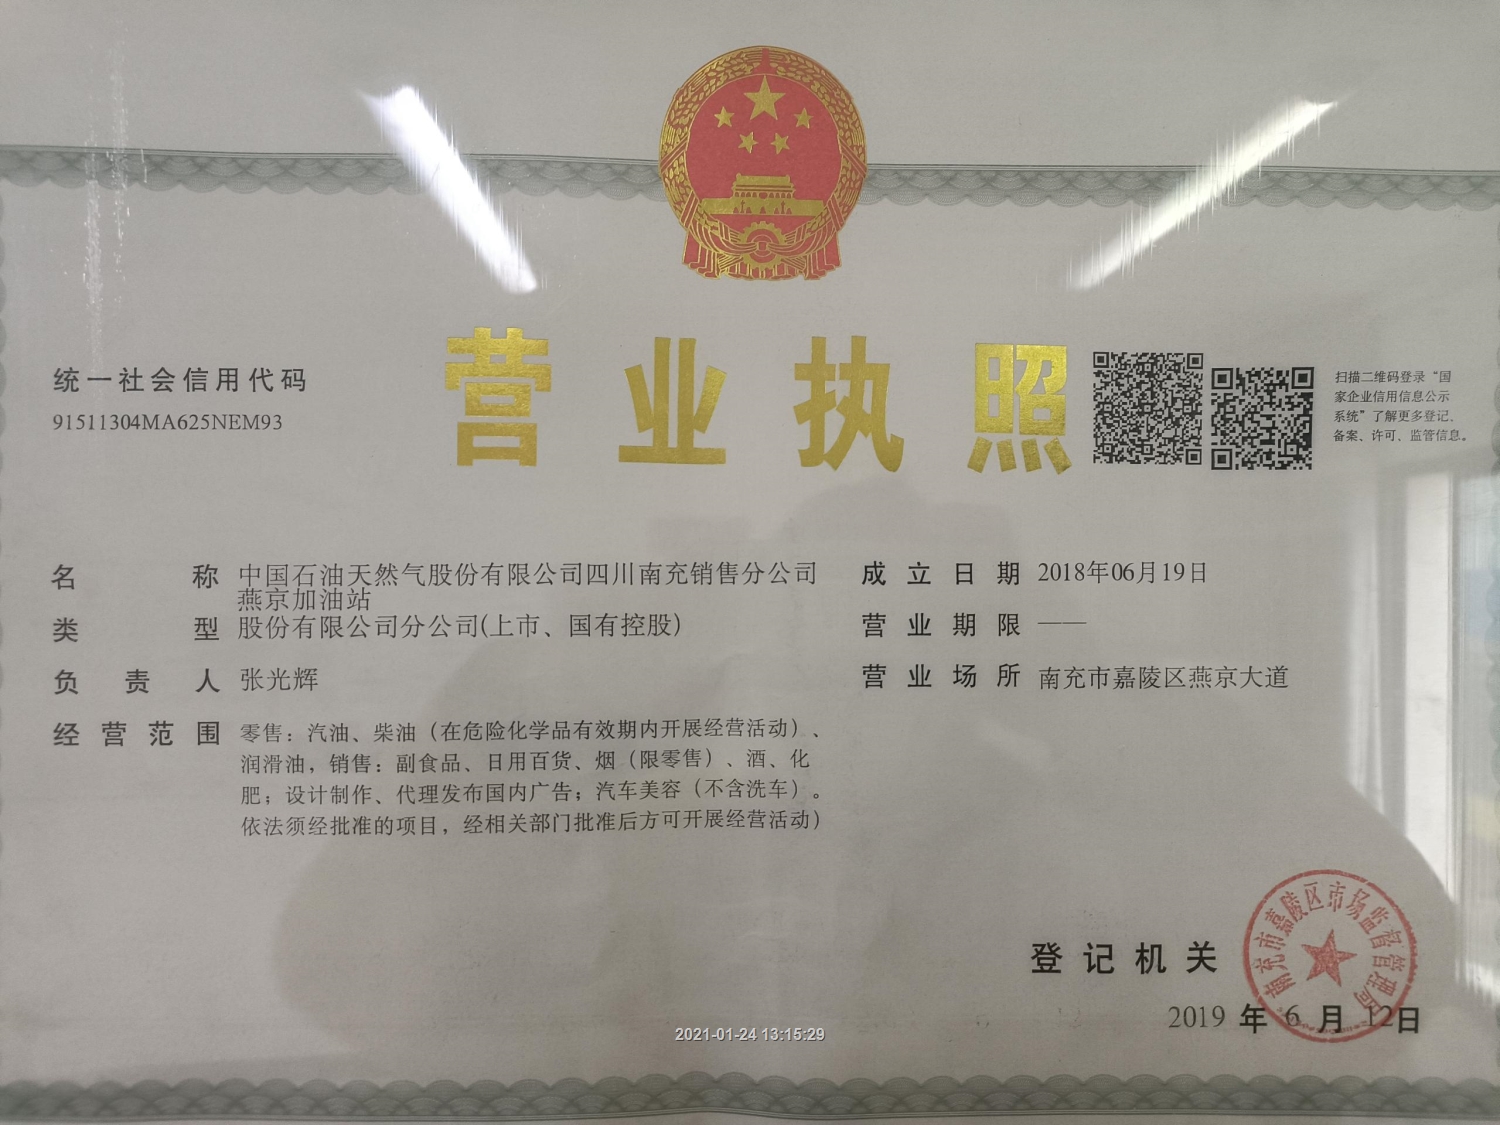 营业执照
统一社会信用代码
91511304MA625NEM93
扫描二维码登录“国
家企业信用信息公示
系统”了解更多登记、
备案、许可、监管信息。
名称 中国石油天然气股份有限公司四川南充销售分公司
燕京加油站
类型 股份有限公司分公司(上市、国有控股)
负责人 张光辉
经营范围 零售：汽油、柴油（在危险化学品有效期内开展经营活动）、
润滑油，销售：副食品、日用百货、烟（限零售）、酒、化
肥；设计制作、代理发布国内广告；汽车美容（不含洗车）。
依法须经批准的项目，经相关部门批准后方可开展经营活动）
成立日期 2018年06月19日
营业期限 ——
营业场所 南充市嘉陵区燕京大道
登记机关
南充市嘉陵区市场监督管理局
2019 年 6 月 12日
2021-01-24 13:15:29